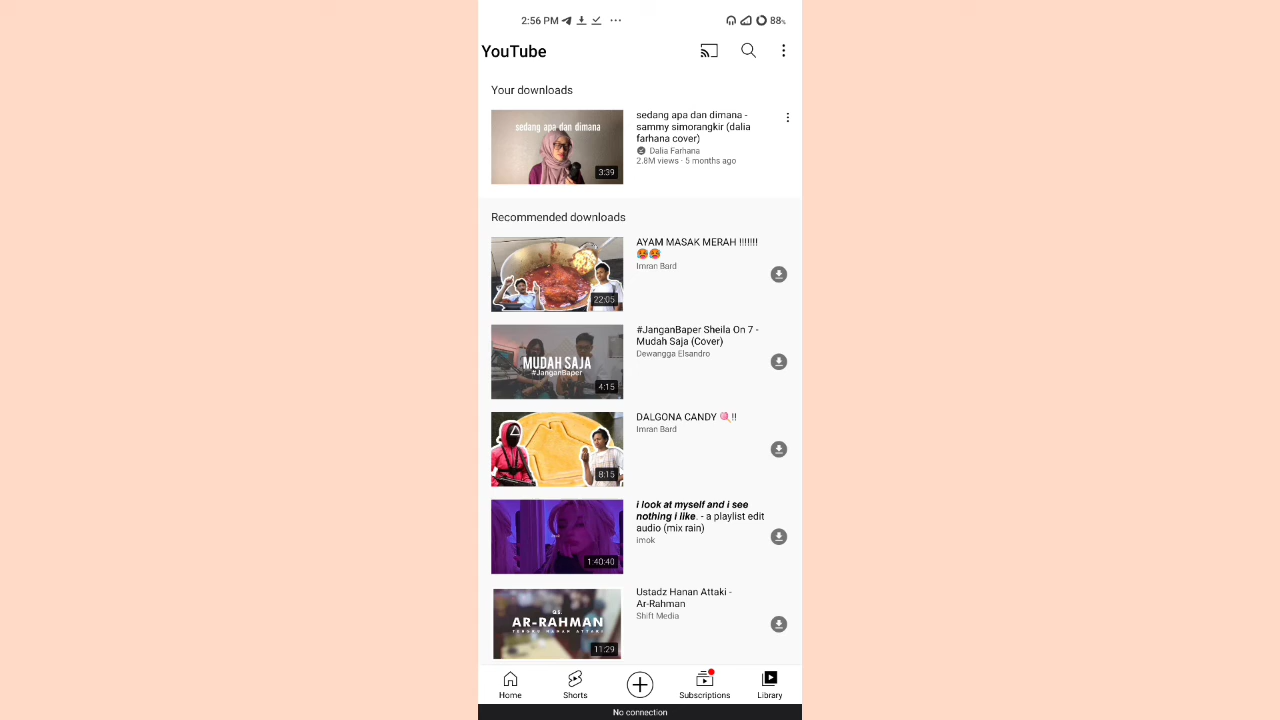 2:56 PM
88%
YouTube
Your downloads
sedang apa dan dimana
3:39
sedang apa dan dimana -
sammy simorangkir (dalia
farhana cover)
Dalia Farhana
2.8M views · 5 months ago
Recommended downloads
22:05
AYAM MASAK MERAH !!!!!!!
🥵🥵
Imran Bard
MUDAH SAJA
#JanganBaper
4:15
#JanganBaper Sheila On 7 -
Mudah Saja (Cover)
Dewangga Elsandro
8:15
DALGONA CANDY 🍭!!
Imran Bard
1:40:40
i look at myself and i see
nothing i like. - a playlist edit
audio (mix rain)
imok
QS.
AR-RAHMAN
TENGKU HANAN ATTAKI
11:29
Ustadz Hanan Attaki -
Ar-Rahman
Shift Media
Home
Shorts
Subscriptions
Library
No connection